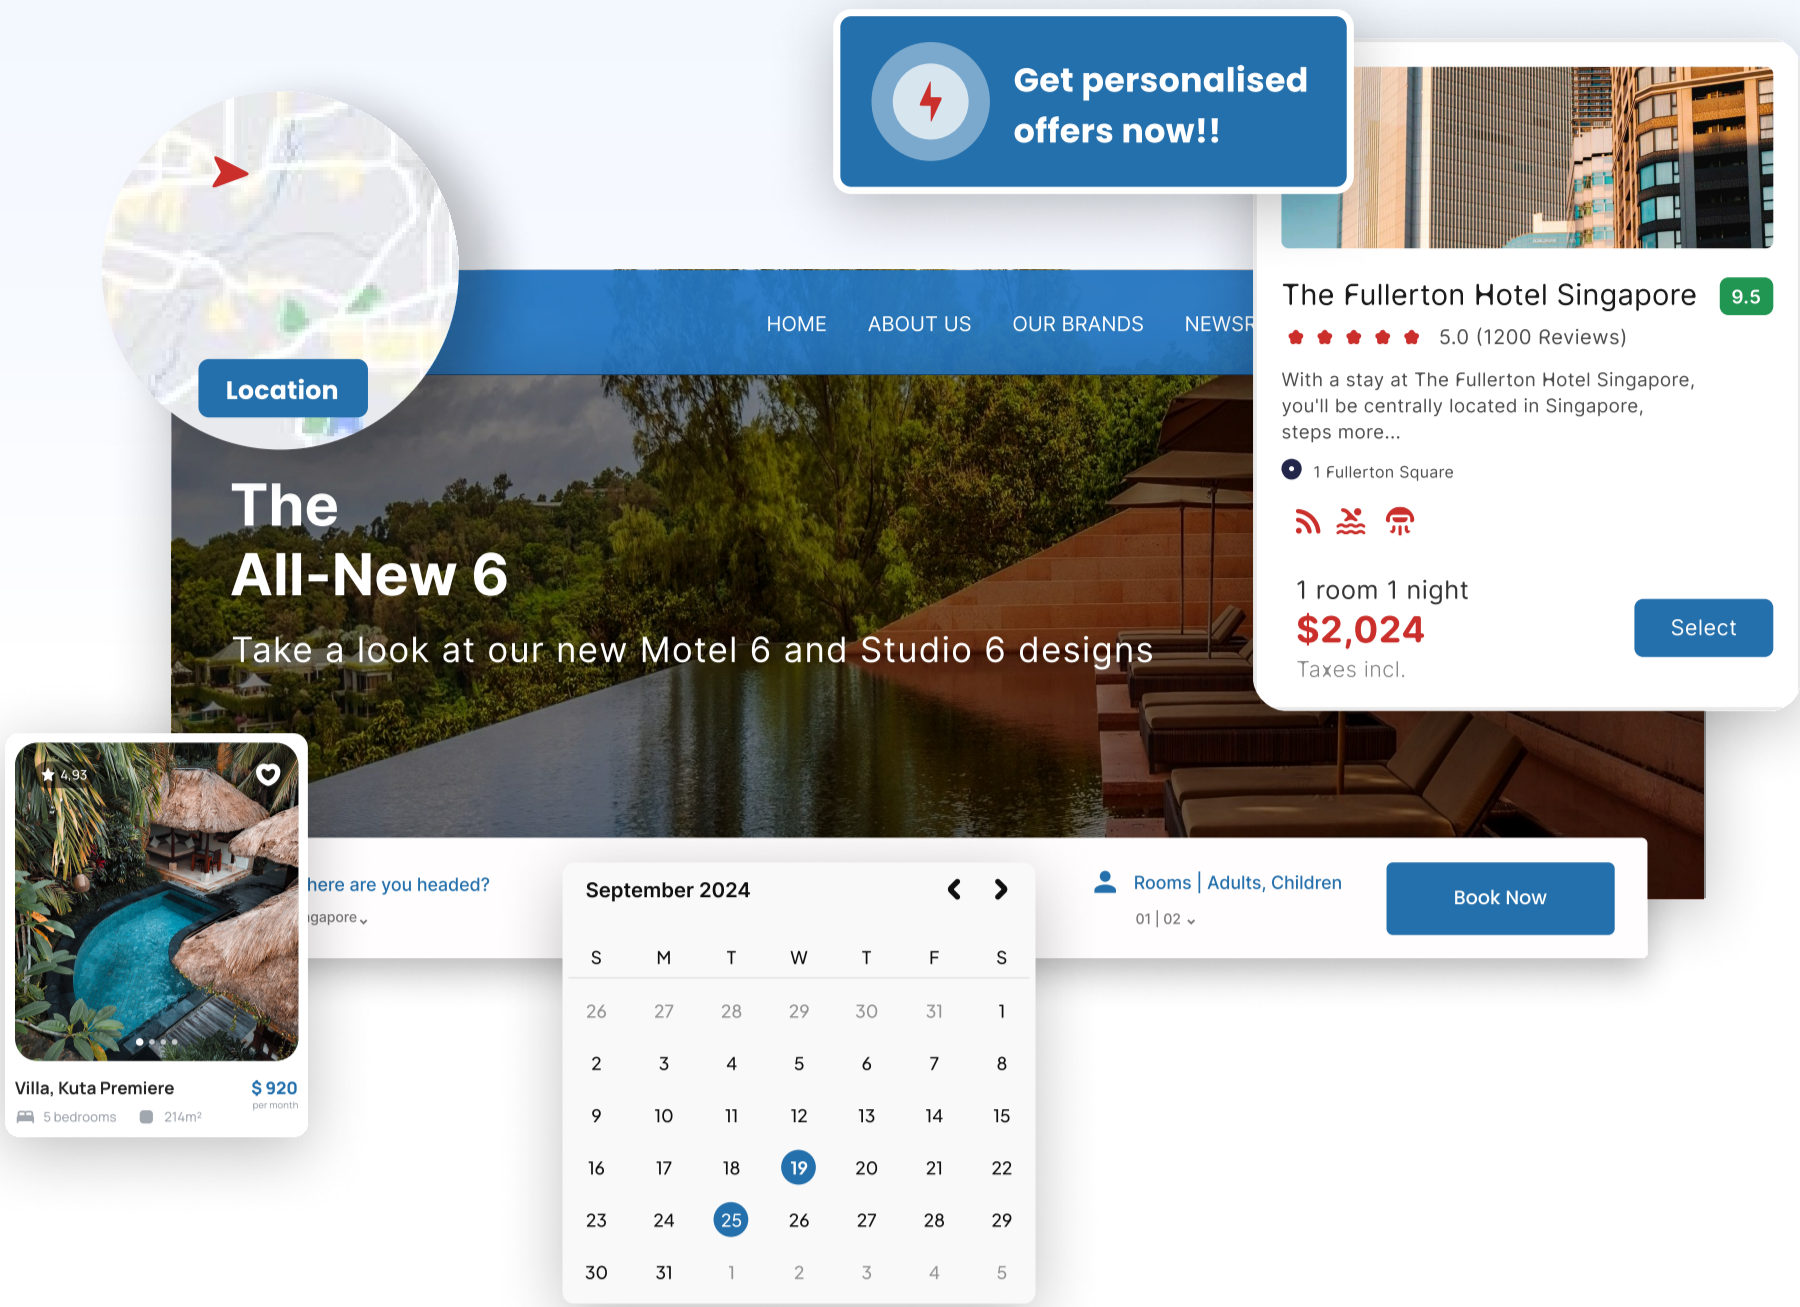 Get personalised
offers now!!
Location
HOME ABOUT US OUR BRANDS NEWSR
The
All-New 6
Take a look at our new Motel 6 and Studio 6 designs
The Fullerton Hotel Singapore 9.5
5.0 (1200 Reviews)
With a stay at The Fullerton Hotel Singapore,
you'll be centrally located in Singapore,
steps more...
1 Fullerton Square
1 room 1 night
$2,024
Taxes incl.
Select
4,93
Villa, Kuta Premiere $ 920
per month
5 bedrooms 214m²
here are you headed?
ngapore
September 2024
S M T W T F S
26 27 28 29 30 31 1
2 3 4 5 6 7 8
9 10 11 12 13 14 15
16 17 18 19 20 21 22
23 24 25 26 27 28 29
30 31 1 2 3 4 5
Rooms | Adults, Children
01 | 02
Book Now